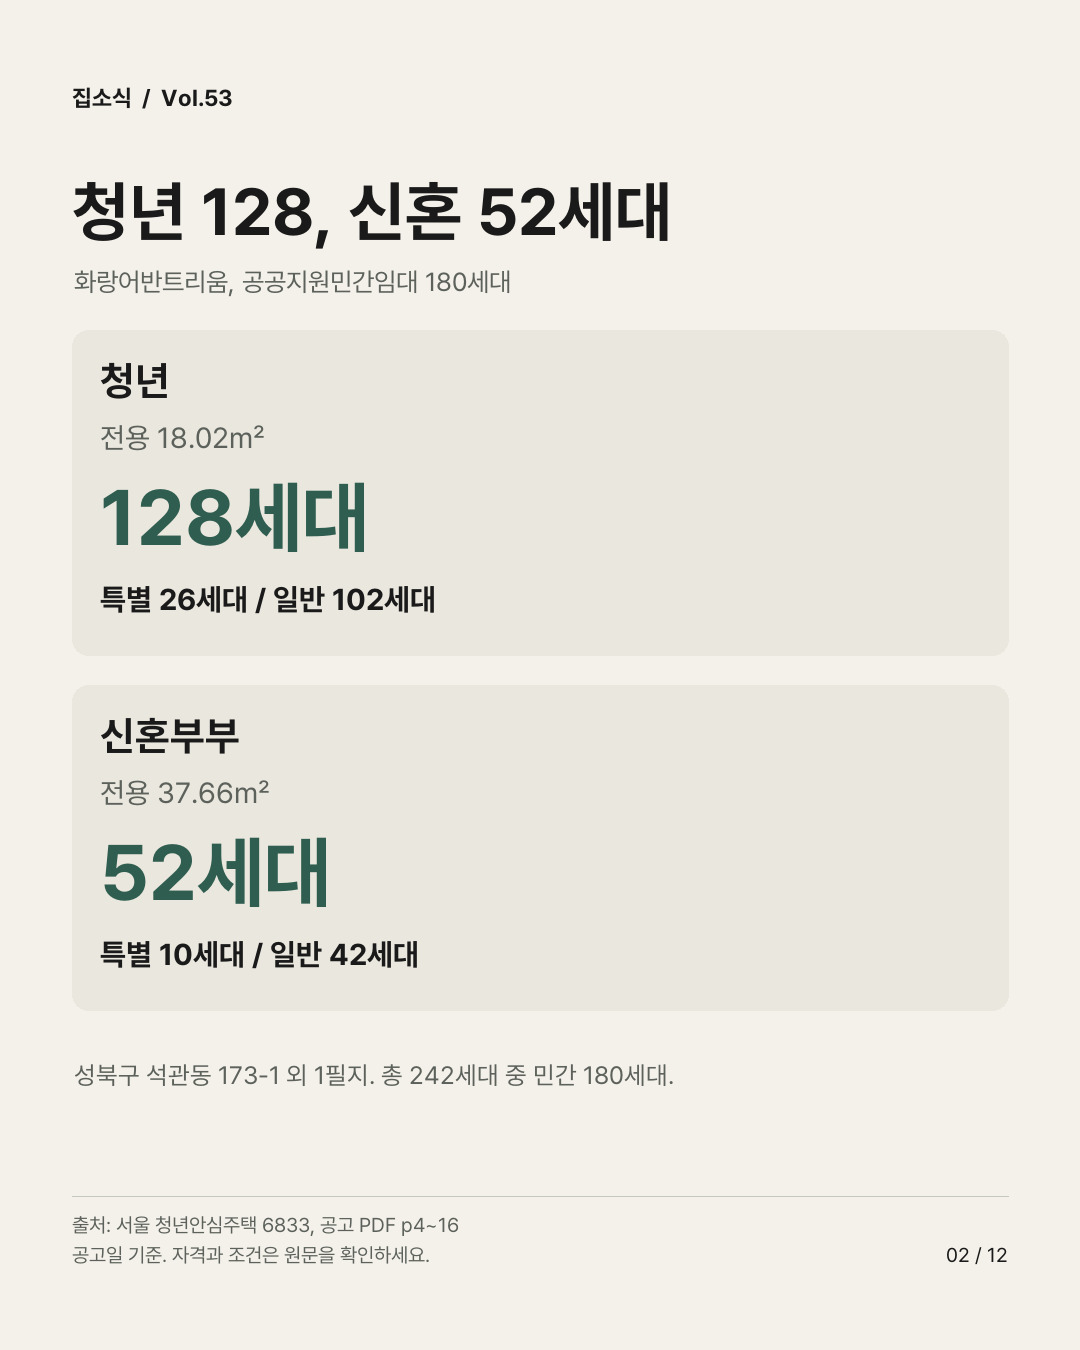 집소식 / Vol.53
청년 128, 신혼 52세대
화랑어반트리움, 공공지원민간임대 180세대
청년
전용 18.02m²
128세대
특별 26세대 / 일반 102세대
신혼부부
전용 37.66m²
52세대
특별 10세대 / 일반 42세대
성북구 석관동 173-1 외 1필지. 총 242세대 중 민간 180세대.
출처: 서울 청년안심주택 6833, 공고 PDF p4~16
공고일 기준. 자격과 조건은 원문을 확인하세요.
02 / 12